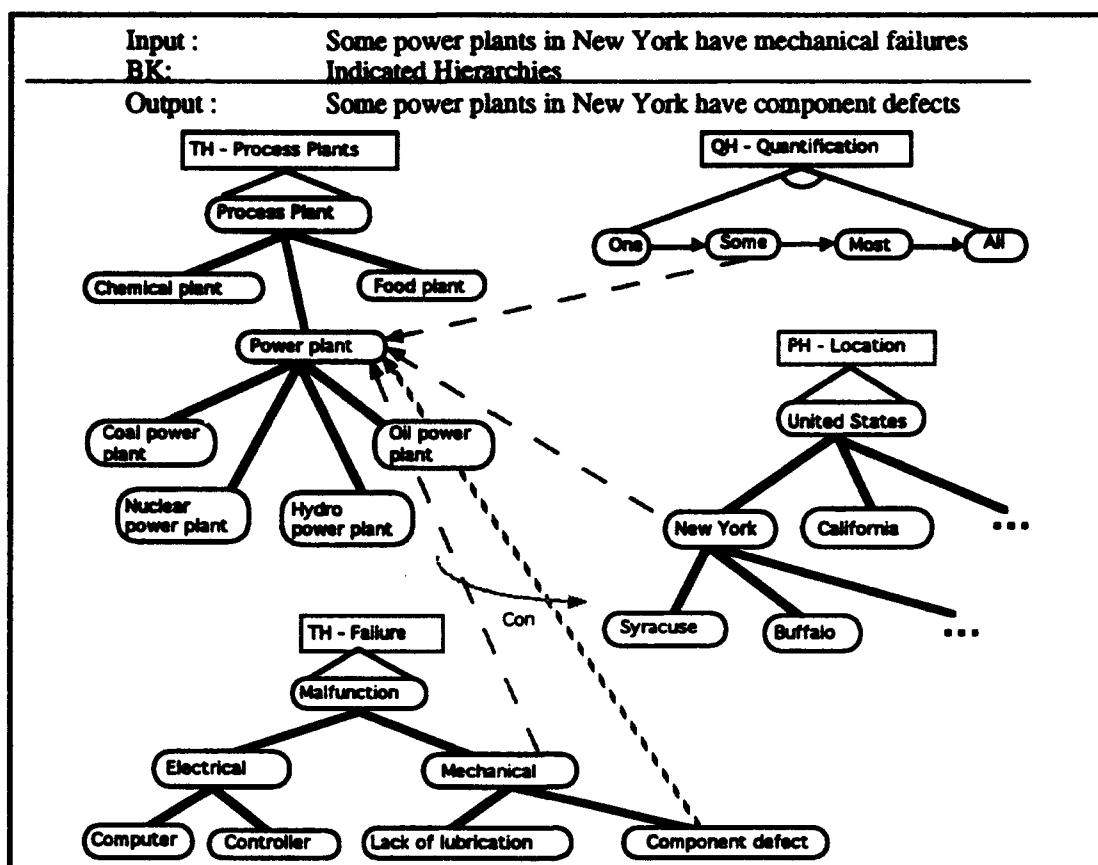 Input : Some power plants in New York have mechanical failures
BK: Indicated Hierarchies
Output : Some power plants in New York have component defects
TH - Process Plants
QH - Quantification
Process Plant
One
Some
Most
All
Chemical plant
Food plant
Power plant
PH - Location
United States
Coal power
plant
Oil power
plant
Nuclear
power plant
Hydro
power plant
New York
California
...
Con
Syracuse
Buffalo
...
TH - Failure
Malfunction
Electrical
Mechanical
Computer
Controller
Lack of lubrication
Component defect